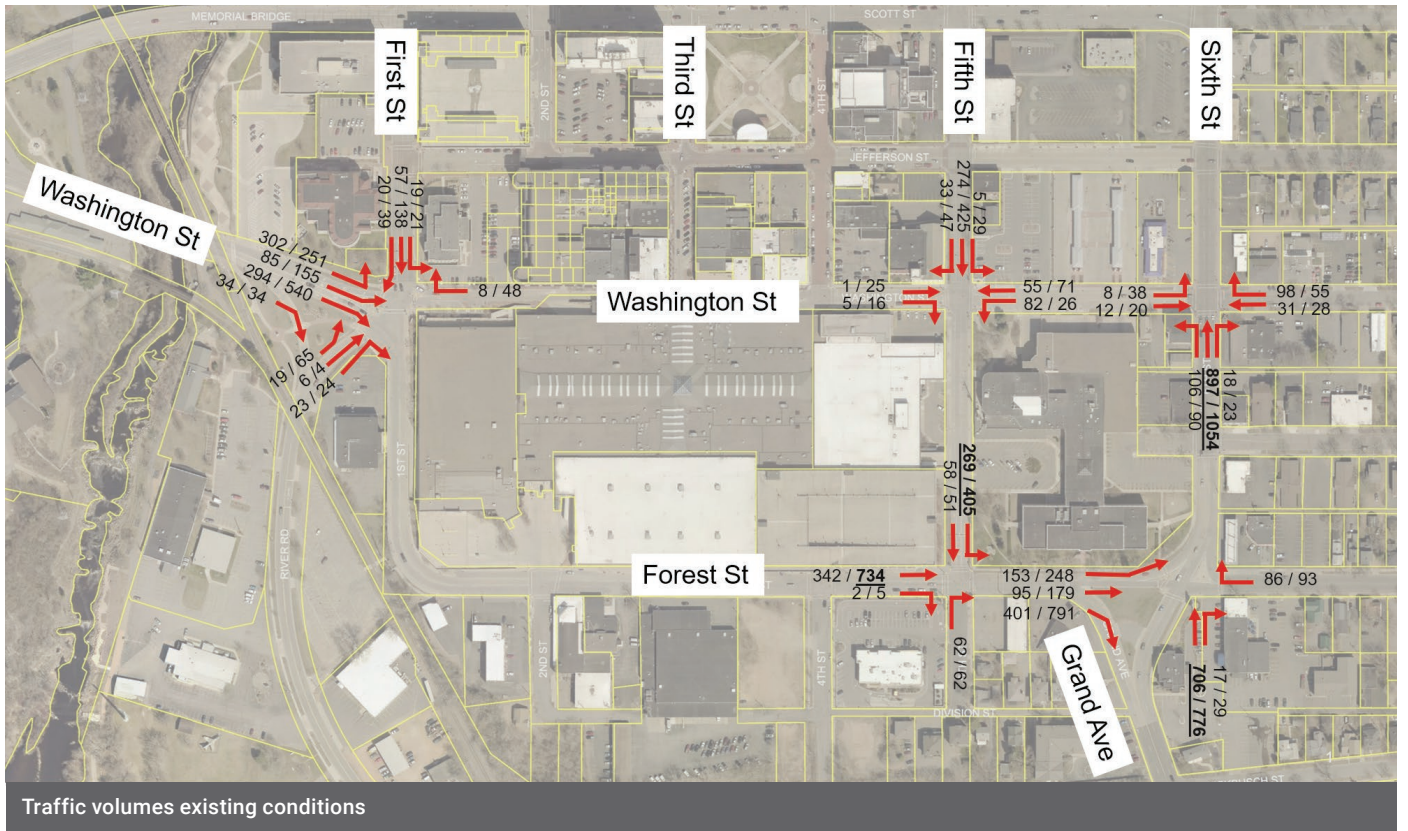 MEMORIAL BRIDGE
SCOTT ST
First St
Third St
Fifth St
Sixth St
2ND ST
4TH ST
JEFFERSON ST
Washington St
20 / 39
57 / 138
19 / 21
33 / 47
274 / 425
5 / 29
302 / 251
85 / 155
294 / 540
34 / 34
8 / 48
Washington St
1 / 25
5 / 16
55 / 71
82 / 26
8 / 38
12 / 20
98 / 55
31 / 28
19 / 65
6 / 4
23 / 24
106 / 90
897 / 1054
18 / 23
1ST ST
58 / 51
269 / 405
RIVER RD
Forest St
342 / 734
2 / 5
153 / 248
95 / 179
401 / 791
86 / 93
2ND ST
4TH ST
62 / 62
Grand Ave
706 / 776
17 / 29
DIVISION ST
Traffic volumes existing conditions